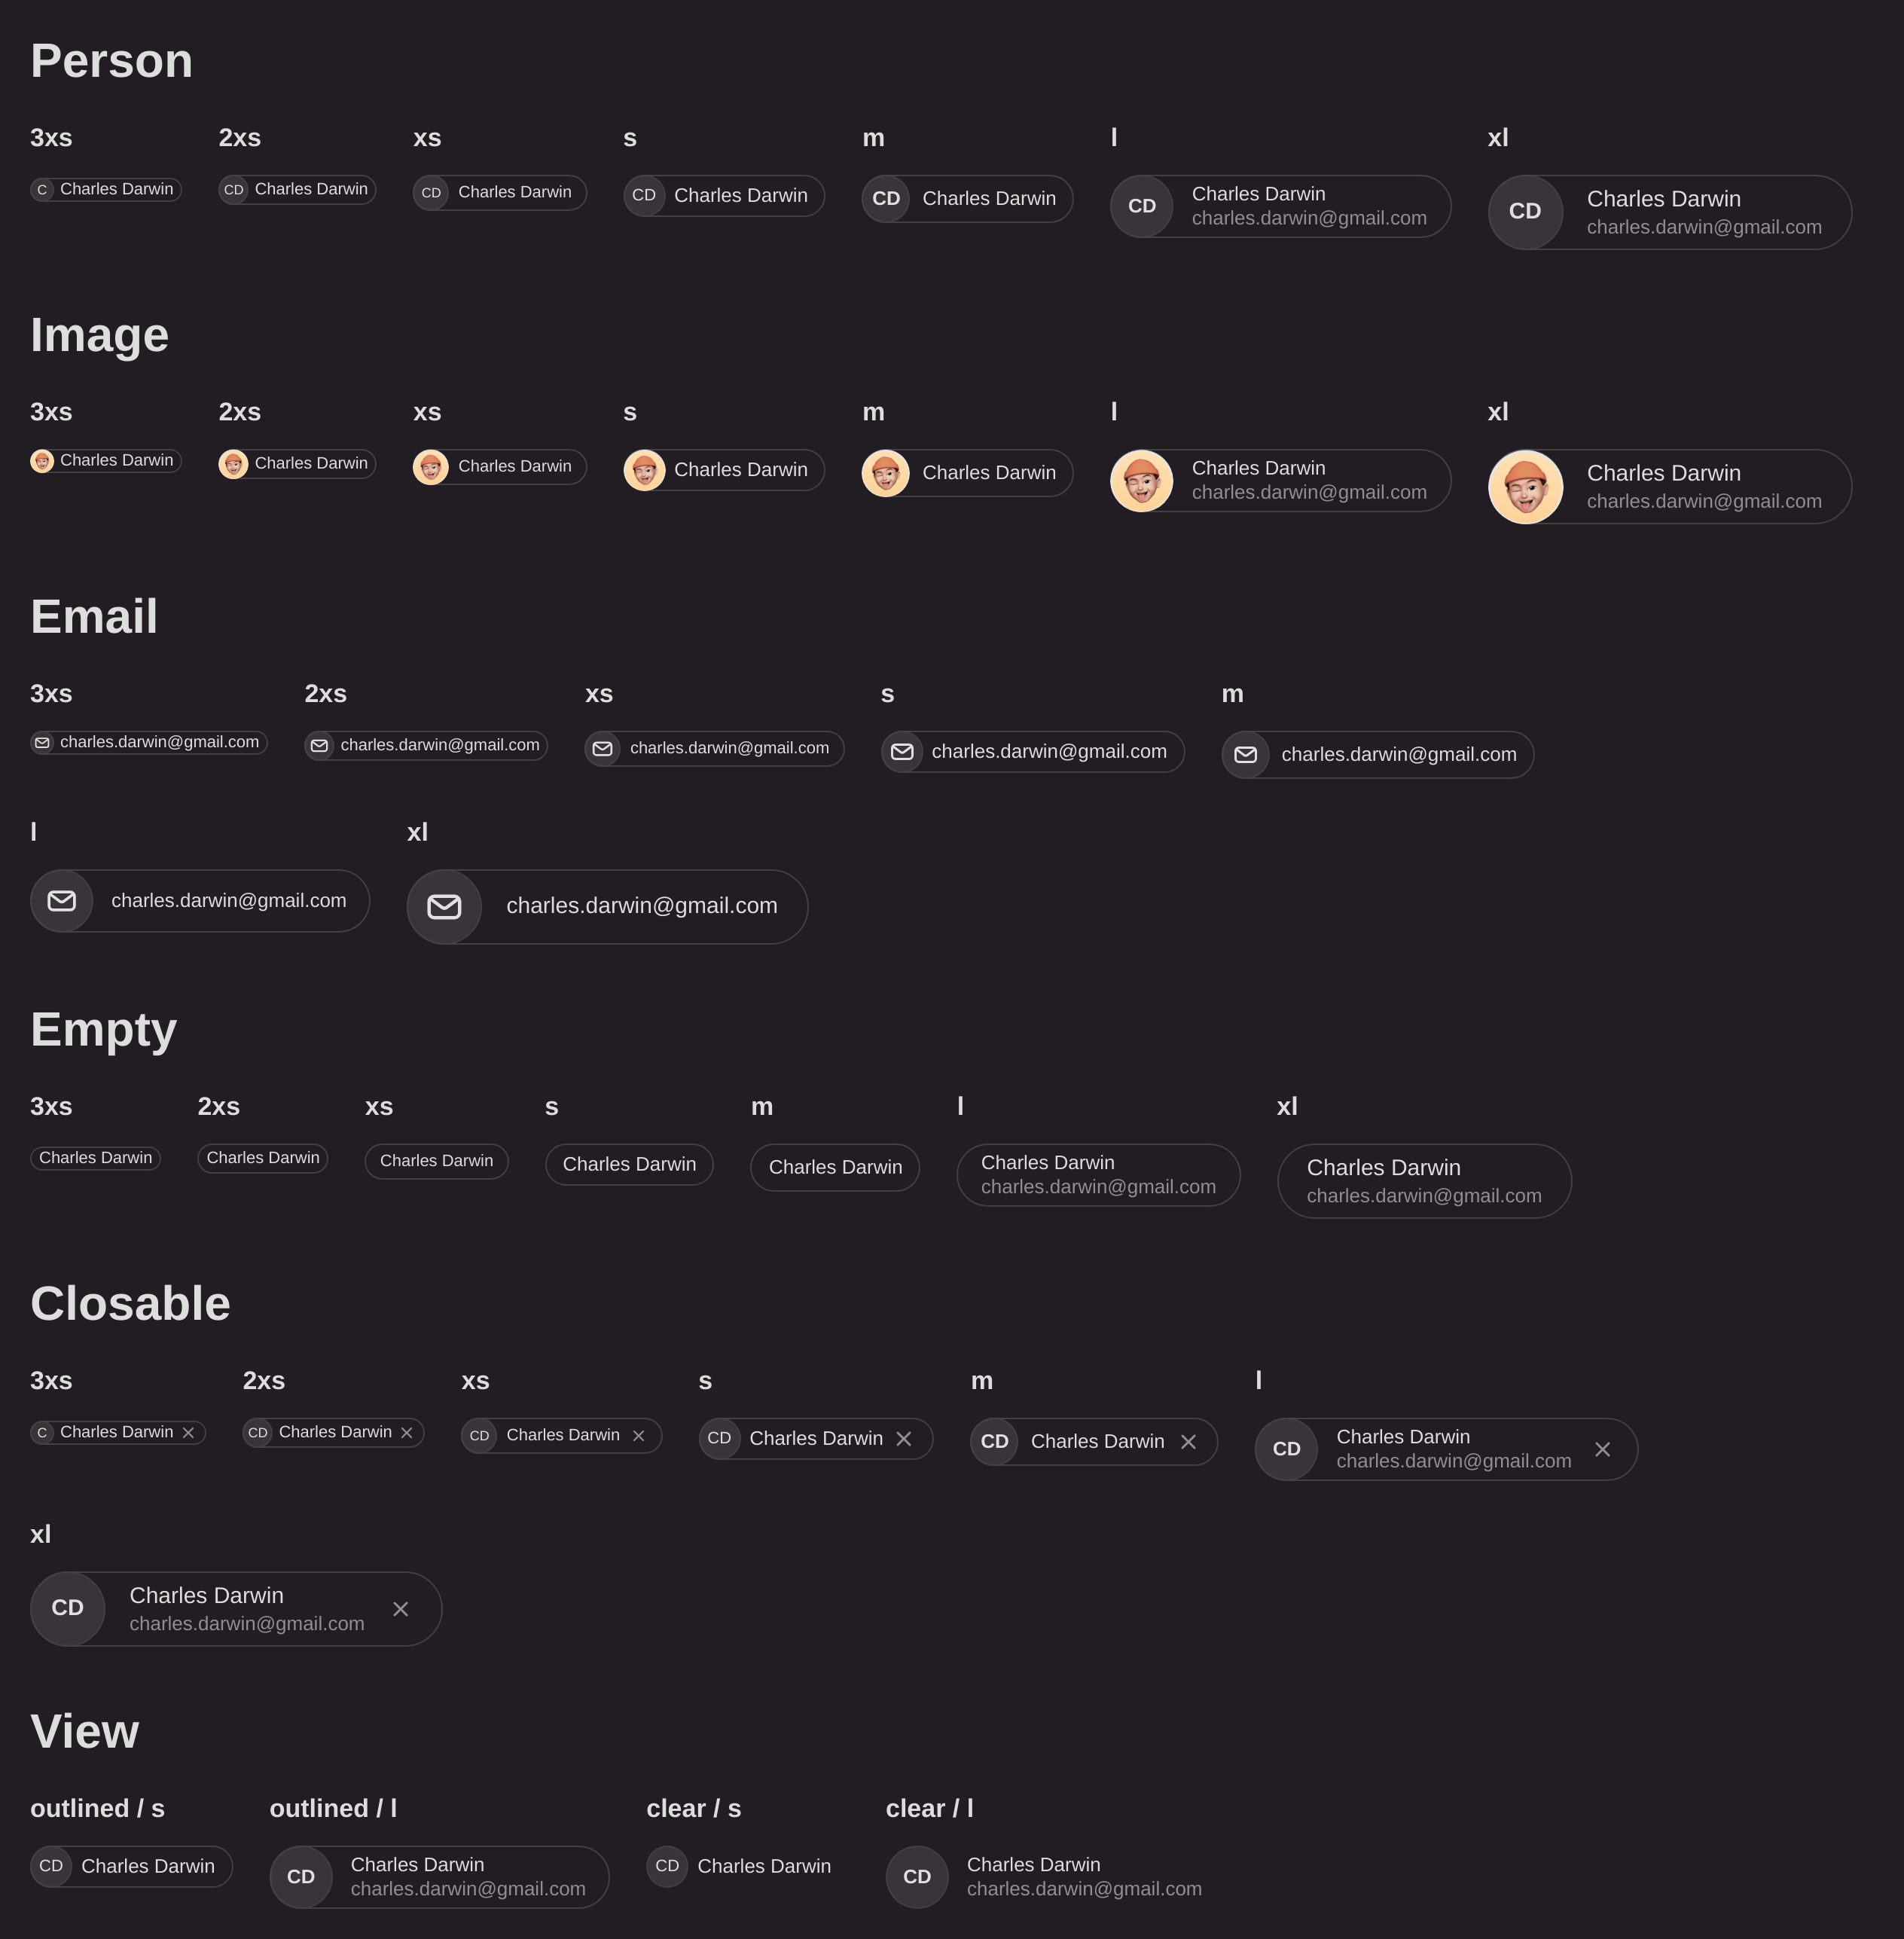 Person
3xs 2xs xs s m l xl
C Charles Darwin CD Charles Darwin CD Charles Darwin CD Charles Darwin CD Charles Darwin CD Charles Darwin CD Charles Darwin
charles.darwin@gmail.com charles.darwin@gmail.com
Image
3xs 2xs xs s m l xl
Charles Darwin Charles Darwin Charles Darwin Charles Darwin Charles Darwin Charles Darwin Charles Darwin
charles.darwin@gmail.com charles.darwin@gmail.com
Email
3xs 2xs xs s m
charles.darwin@gmail.com charles.darwin@gmail.com charles.darwin@gmail.com charles.darwin@gmail.com charles.darwin@gmail.com
l xl
charles.darwin@gmail.com charles.darwin@gmail.com
Empty
3xs 2xs xs s m l xl
Charles Darwin Charles Darwin Charles Darwin Charles Darwin Charles Darwin Charles Darwin Charles Darwin
charles.darwin@gmail.com charles.darwin@gmail.com
Closable
3xs 2xs xs s m l
C Charles Darwin CD Charles Darwin CD Charles Darwin CD Charles Darwin CD Charles Darwin CD Charles Darwin
charles.darwin@gmail.com
xl
CD Charles Darwin
charles.darwin@gmail.com
View
outlined / s outlined / l clear / s clear / l
CD Charles Darwin CD Charles Darwin CD Charles Darwin CD Charles Darwin
charles.darwin@gmail.com charles.darwin@gmail.com